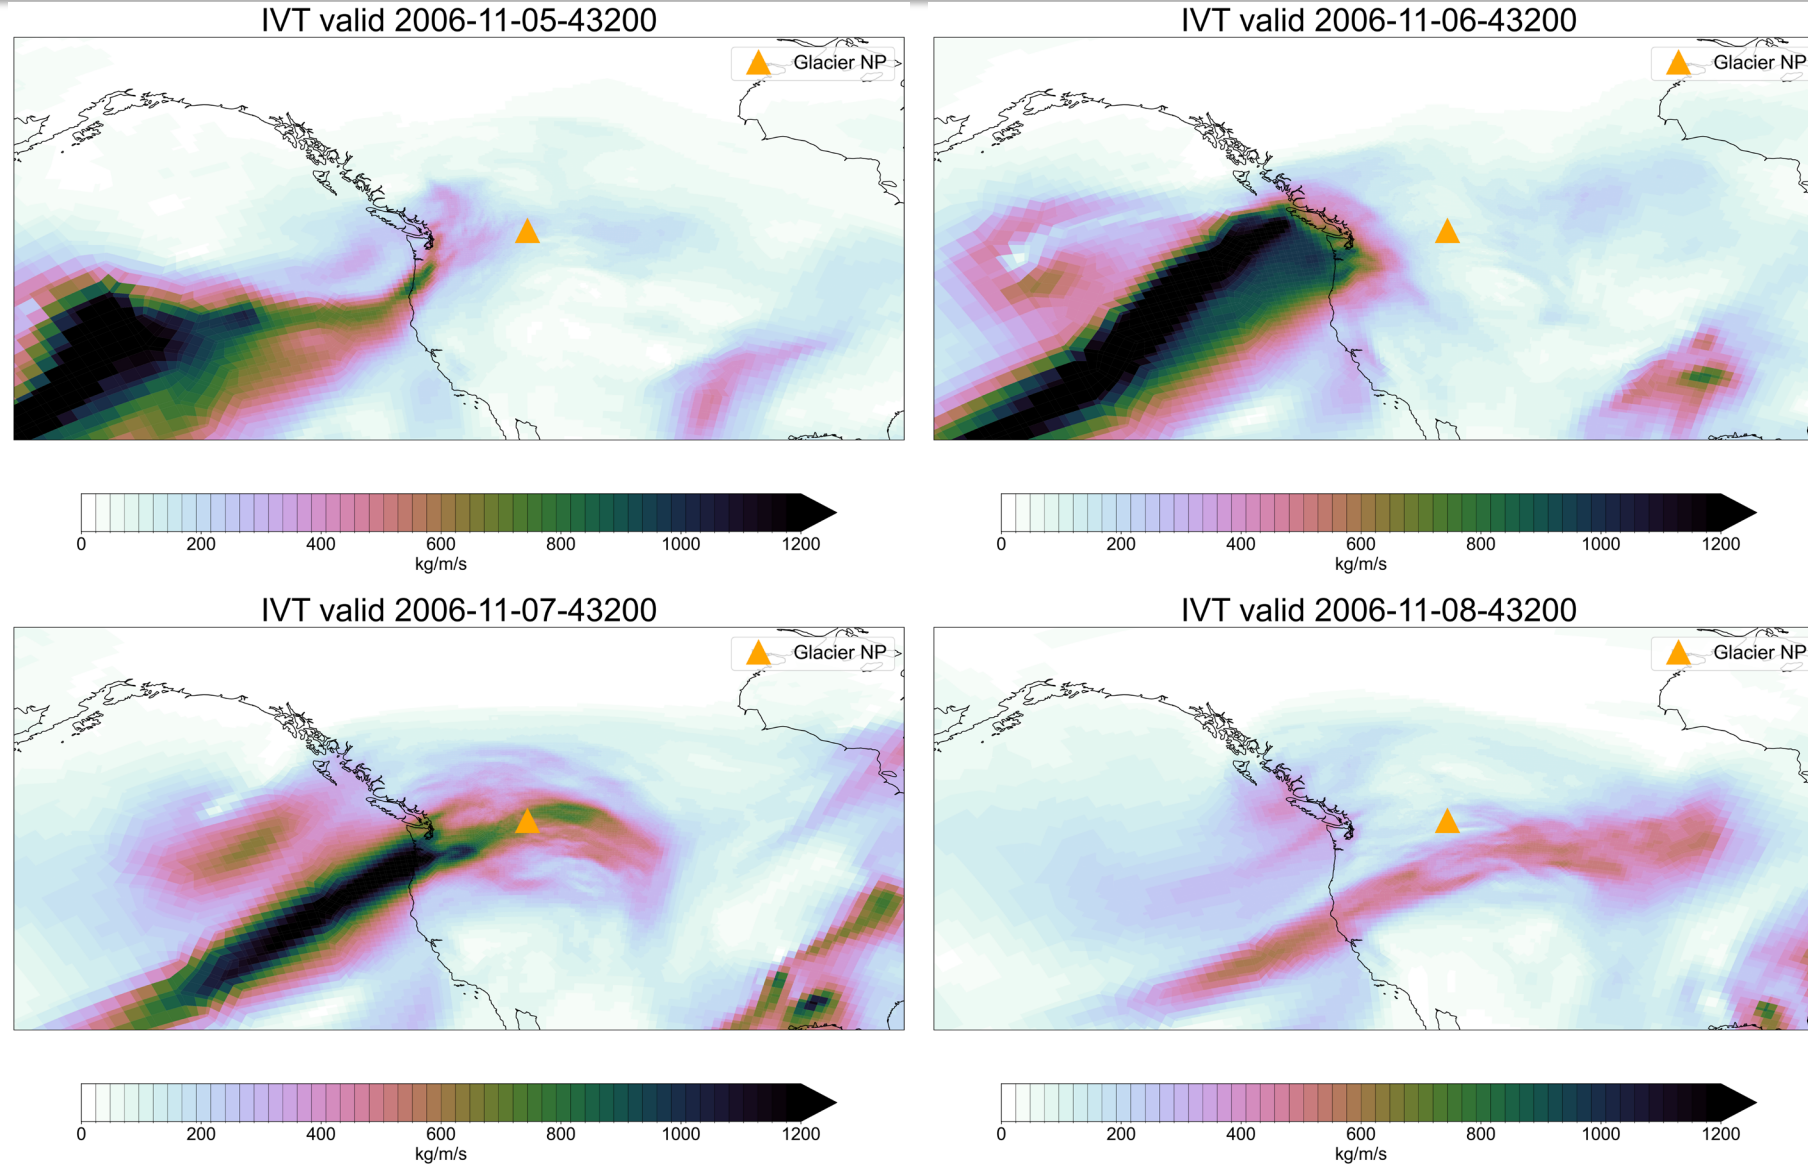 IVT valid 2006-11-05-43200
Glacier NP
0 200 400 600 800 1000 1200
kg/m/s
IVT valid 2006-11-06-43200
Glacier NP
0 200 400 600 800 1000 1200
kg/m/s
IVT valid 2006-11-07-43200
Glacier NP
0 200 400 600 800 1000 1200
kg/m/s
IVT valid 2006-11-08-43200
Glacier NP
0 200 400 600 800 1000 1200
kg/m/s